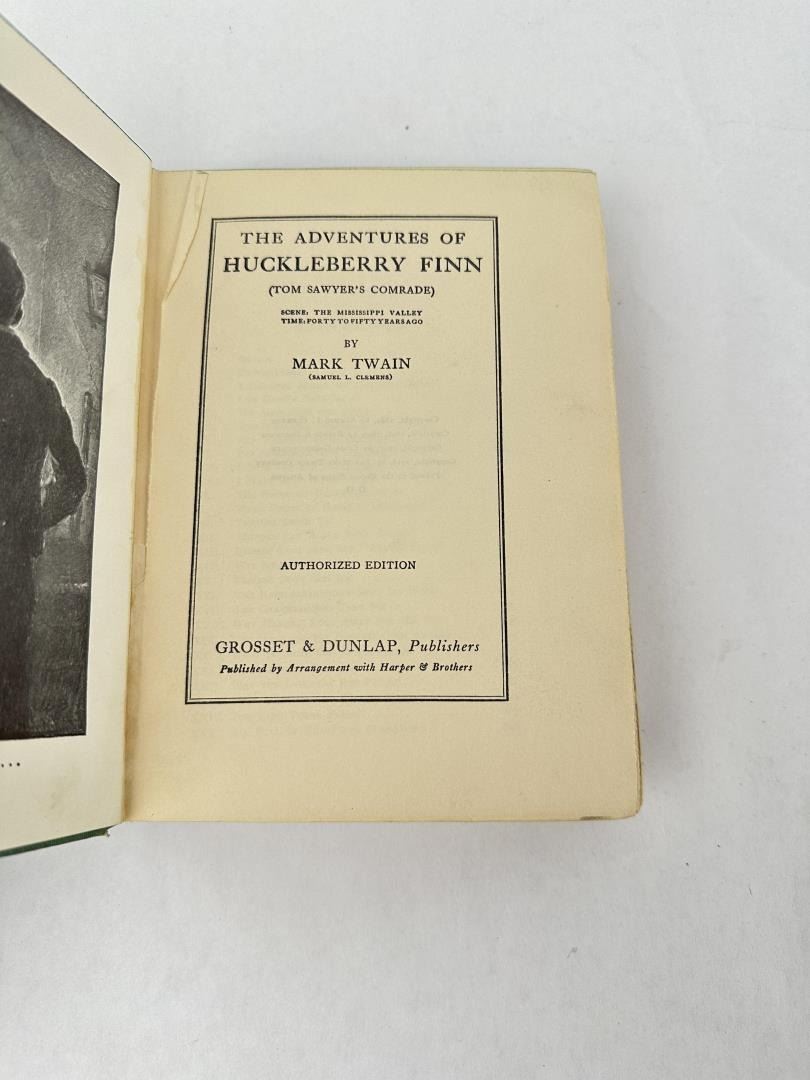 THE ADVENTURES OF
HUCKLEBERRY FINN
(TOM SAWYER'S COMRADE)
SCENE: THE MISSISSIPPI VALLEY
TIME: FORTY TO FIFTY YEARS AGO
BY
MARK TWAIN
(SAMUEL L. CLEMENS)
AUTHORIZED EDITION
GROSSET & DUNLAP, Publishers
Published by Arrangement with Harper & Brothers